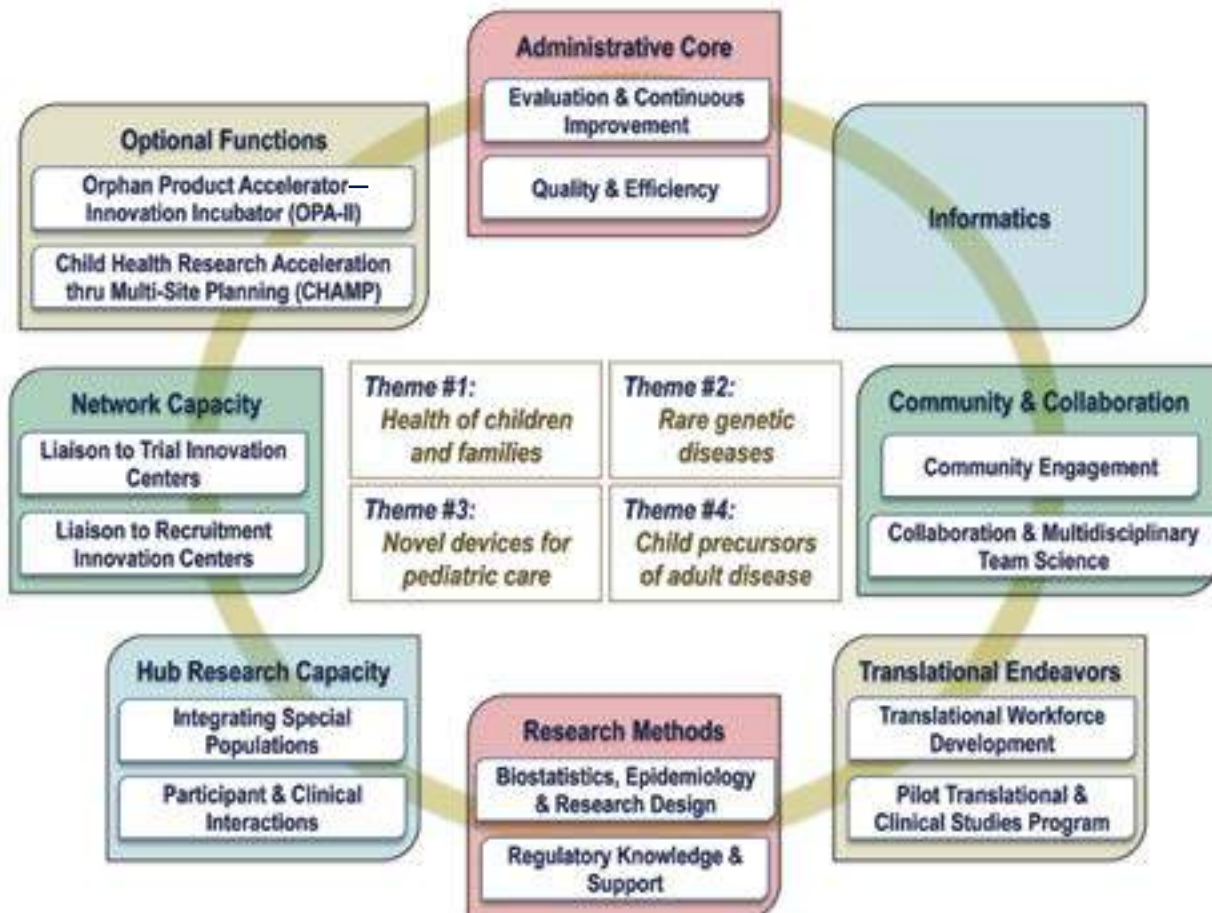 Administrative Core
Evaluation & Continuous
Improvement
Quality & Efficiency
Optional Functions
Orphan Product Accelerator—
Innovation Incubator (OPA-II)
Child Health Research Acceleration
thru Multi-Site Planning (CHAMP)
Informatics
Network Capacity
Liaison to Trial Innovation
Centers
Liaison to Recruitment
Innovation Centers
Theme #1:
Health of children
and families
Theme #2:
Rare genetic
diseases
Theme #3:
Novel devices for
pediatric care
Theme #4:
Child precursors
of adult disease
Community & Collaboration
Community Engagement
Collaboration & Multidisciplinary
Team Science
Hub Research Capacity
Integrating Special
Populations
Participant & Clinical
Interactions
Research Methods
Biostatistics, Epidemiology
& Research Design
Regulatory Knowledge &
Support
Translational Endeavors
Translational Workforce
Development
Pilot Translational &
Clinical Studies Program